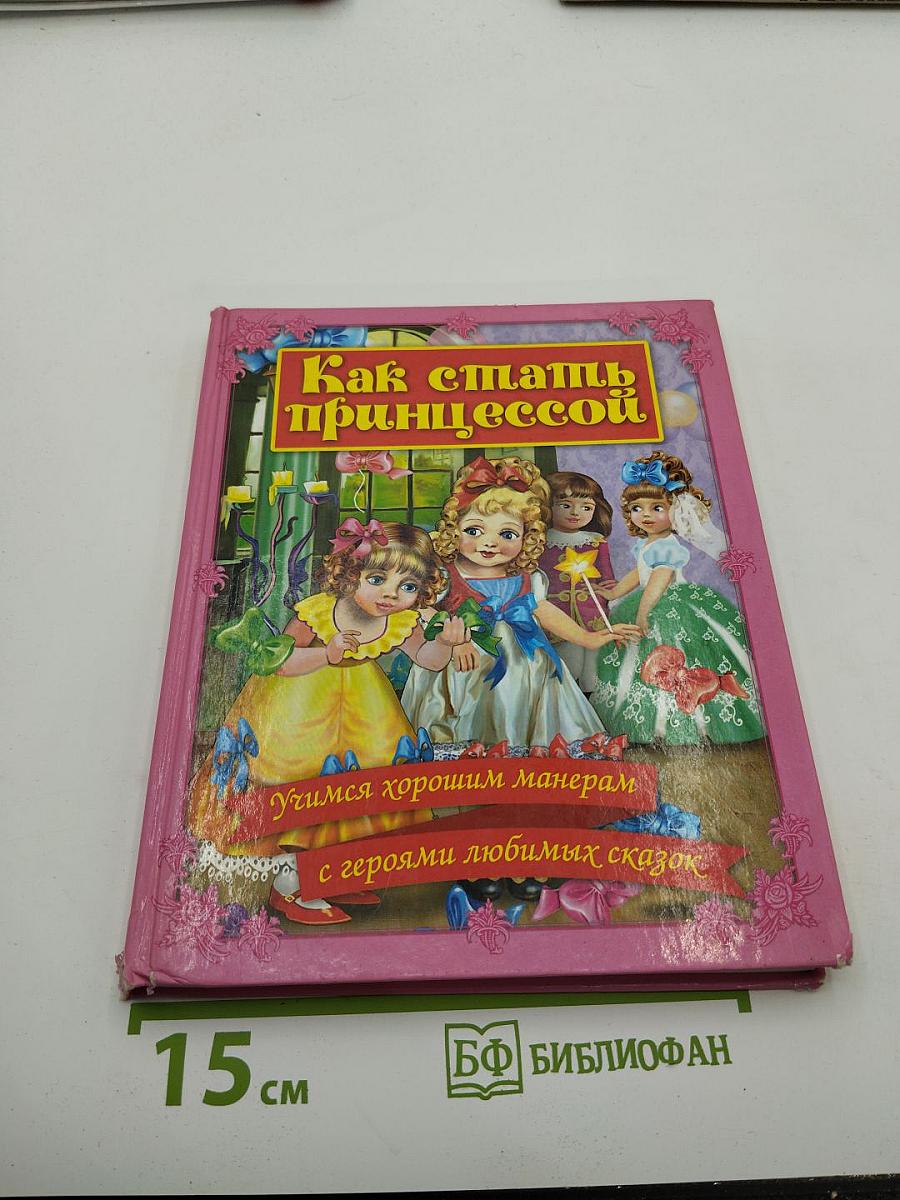 Как стать
принцессой
Учимся хорошим манерам
с героями любимых сказок
15 см
БФ БИБЛИОФАН